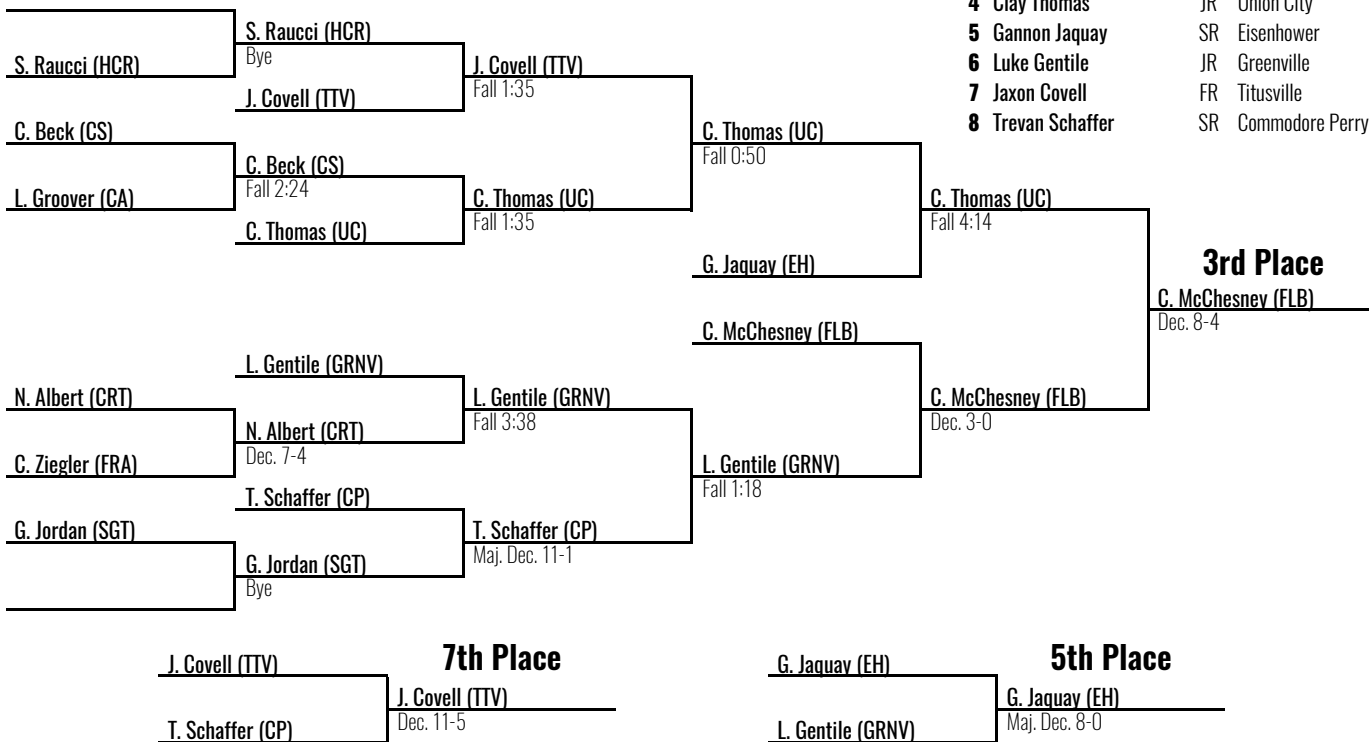 4 Clay Thomas JR Union City
5 Gannon Jaquay SR Eisenhower
6 Luke Gentile JR Greenville
7 Jaxon Covell FR Titusville
8 Trevan Schaffer SR Commodore Perry
S. Raucci (HCR)
S. Raucci (HCR)
Bye
J. Covell (TTV)
J. Covell (TTV)
Fall 1:35
C. Beck (CS)
L. Groover (CA)
C. Beck (CS)
Fall 2:24
C. Thomas (UC)
C. Thomas (UC)
Fall 1:35
C. Thomas (UC)
Fall 0:50
G. Jaquay (EH)
C. Thomas (UC)
Fall 4:14
3rd Place
C. McChesney (FLB)
Dec. 8-4
C. McChesney (FLB)
C. McChesney (FLB)
Dec. 3-0
L. Gentile (GRNV)
N. Albert (CRT)
C. Ziegler (FRA)
N. Albert (CRT)
Dec. 7-4
L. Gentile (GRNV)
Fall 3:38
L. Gentile (GRNV)
Fall 1:18
T. Schaffer (CP)
G. Jordan (SGT)
G. Jordan (SGT)
Bye
T. Schaffer (CP)
Maj. Dec. 11-1
7th Place
J. Covell (TTV)
J. Covell (TTV)
Dec. 11-5
T. Schaffer (CP)
5th Place
G. Jaquay (EH)
G. Jaquay (EH)
Maj. Dec. 8-0
L. Gentile (GRNV)